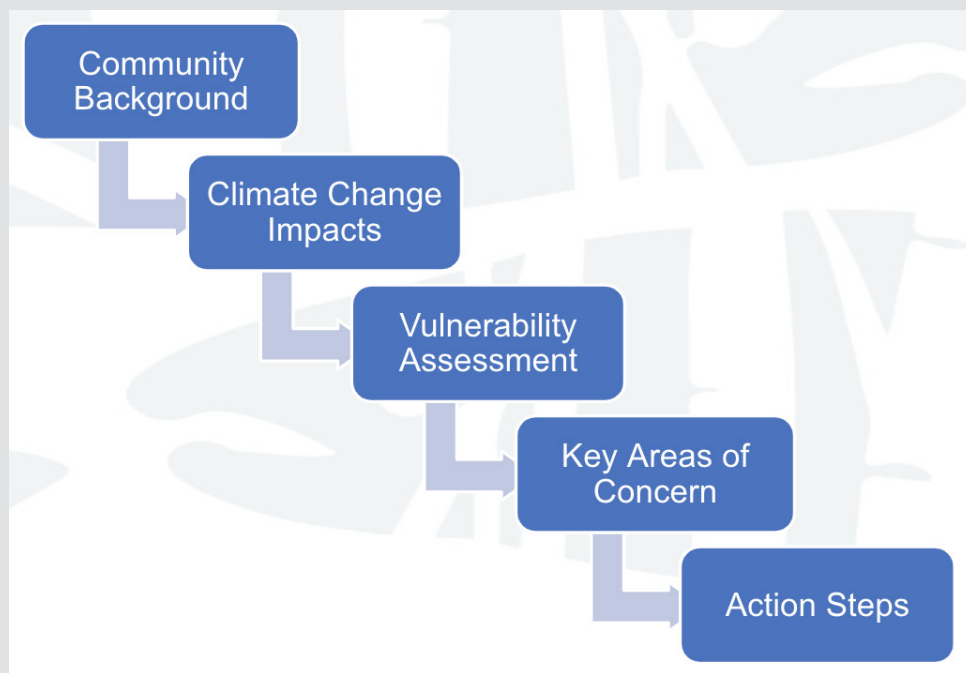 Community
Background
Climate Change
Impacts
Vulnerability
Assessment
Key Areas of
Concern
Action Steps